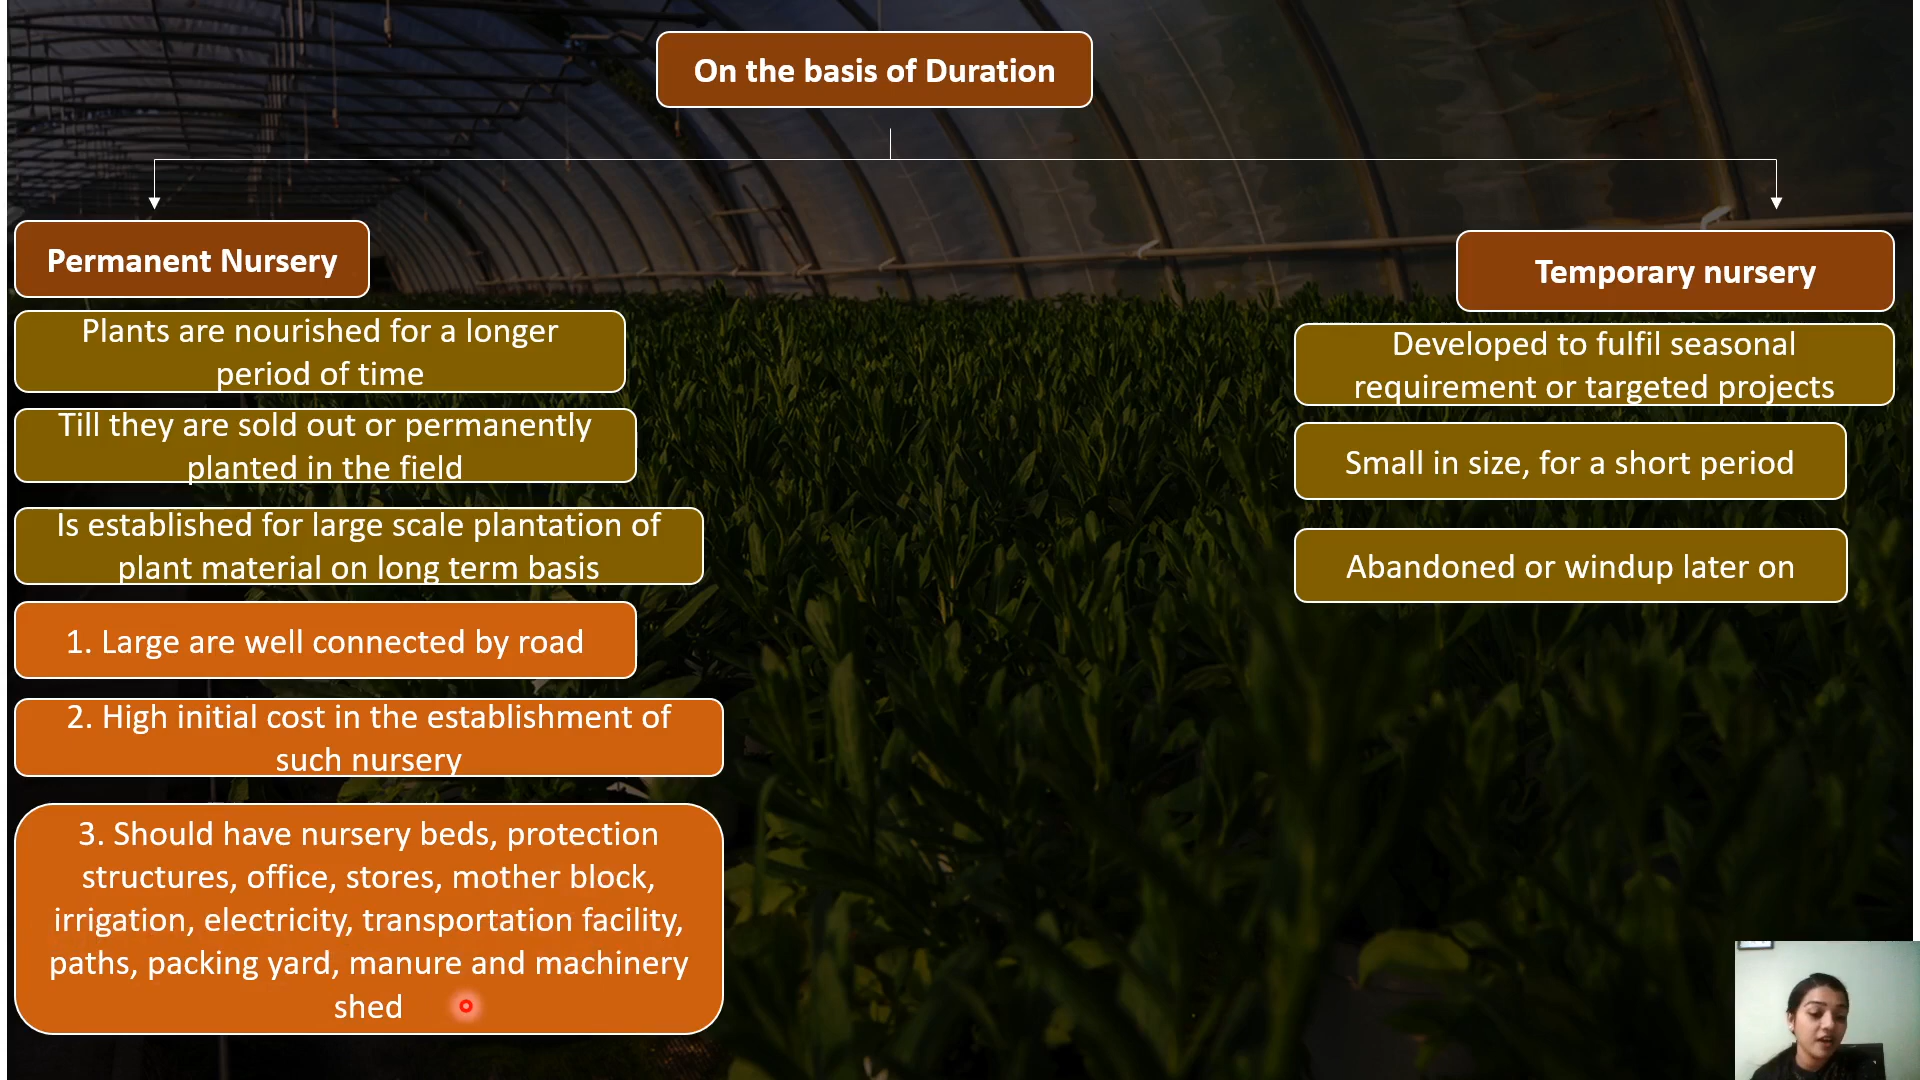 On the basis of Duration
Permanent Nursery
Plants are nourished for a longer
period of time
Till they are sold out or permanently
planted in the field
Is established for large scale plantation of
plant material on long term basis
1. Large are well connected by road
2. High initial cost in the establishment of
such nursery
3. Should have nursery beds, protection
structures, office, stores, mother block,
irrigation, electricity, transportation facility,
paths, packing yard, manure and machinery
shed
Temporary nursery
Developed to fulfil seasonal
requirement or targeted projects
Small in size, for a short period
Abandoned or windup later on